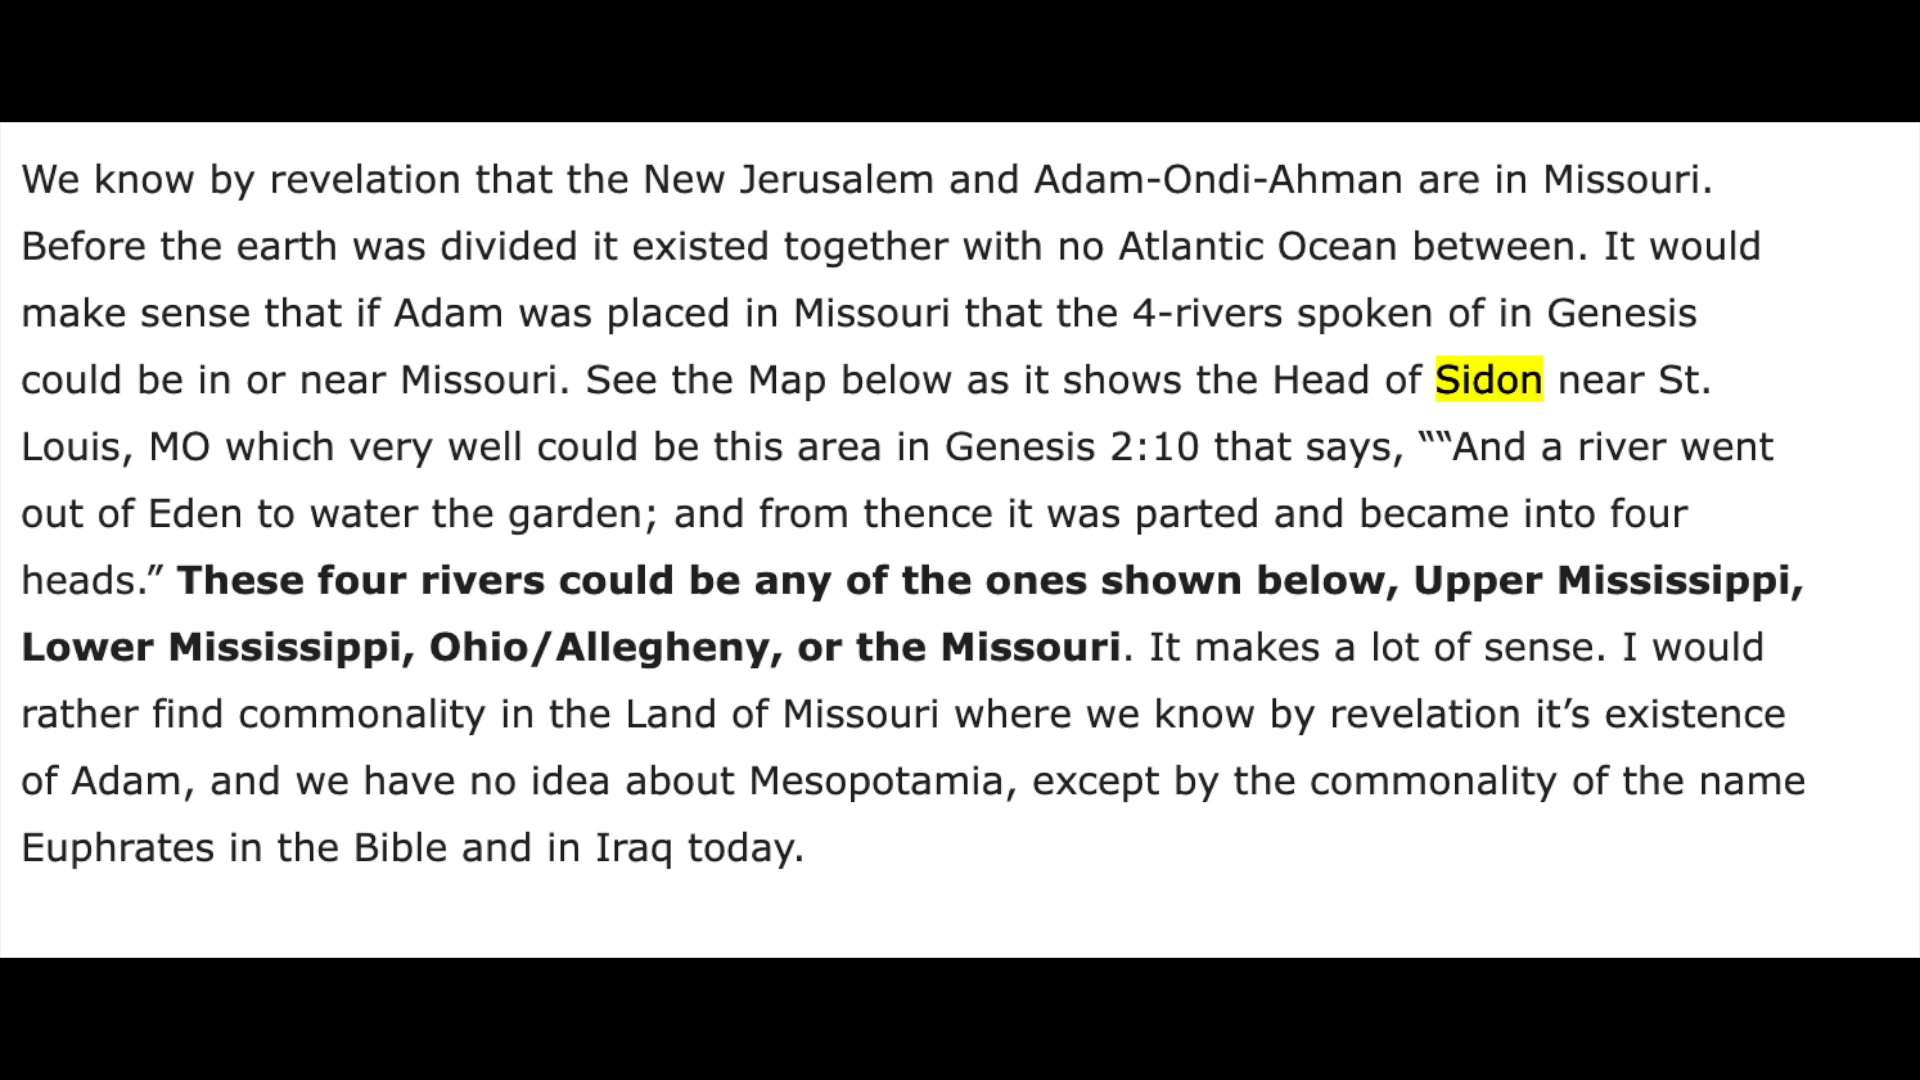 We know by revelation that the New Jerusalem and Adam-Ondi-Ahman are in Missouri.
Before the earth was divided it existed together with no Atlantic Ocean between. It would
make sense that if Adam was placed in Missouri that the 4-rivers spoken of in Genesis
could be in or near Missouri. See the Map below as it shows the Head of Sidon near St.
Louis, MO which very well could be this area in Genesis 2:10 that says, ““And a river went
out of Eden to water the garden; and from thence it was parted and became into four
heads.” These four rivers could be any of the ones shown below, Upper Mississippi,
Lower Mississippi, Ohio/Allegheny, or the Missouri. It makes a lot of sense. I would
rather find commonality in the Land of Missouri where we know by revelation it’s existence
of Adam, and we have no idea about Mesopotamia, except by the commonality of the name
Euphrates in the Bible and in Iraq today.